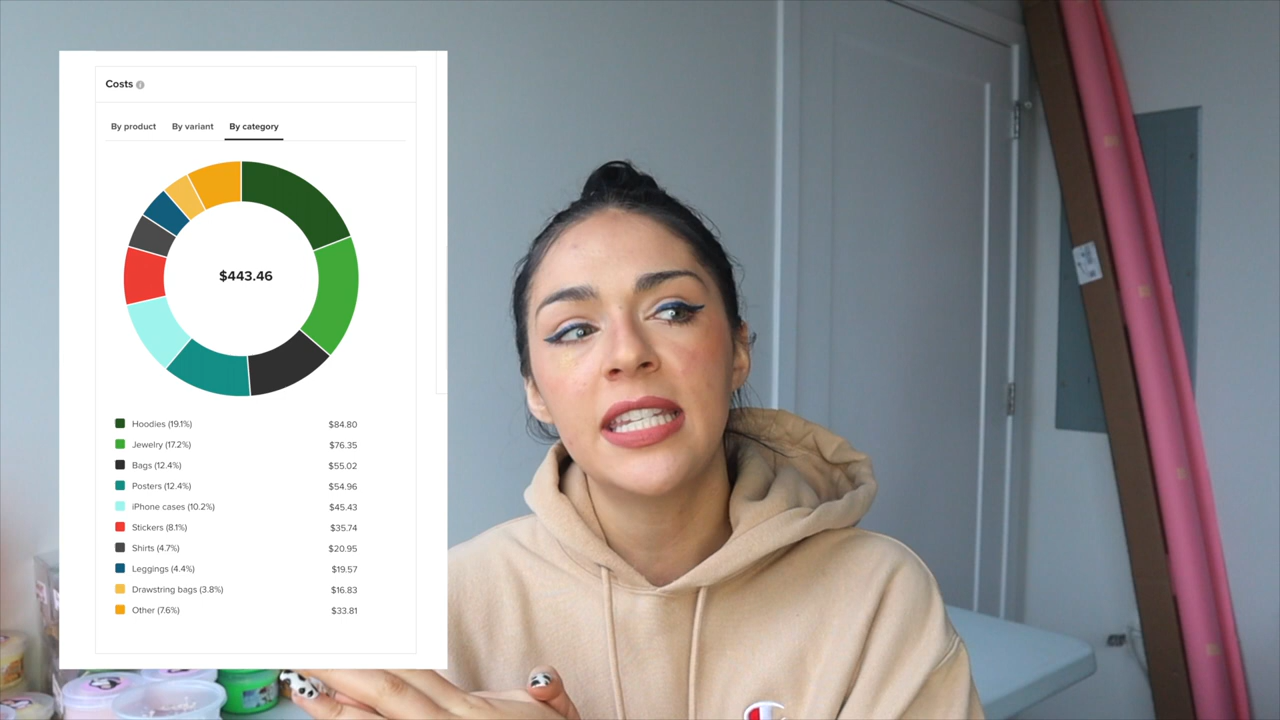 Costs
By product By variant By category
$443.46
Hoodies (19.1%) $84.80
Jewelry (17.2%) $76.35
Bags (12.4%) $55.02
Posters (12.4%) $54.96
iPhone cases (10.2%) $45.43
Stickers (8.1%) $35.74
Shirts (4.7%) $20.95
Leggings (4.4%) $19.57
Drawstring bags (3.8%) $16.83
Other (7.6%) $33.81